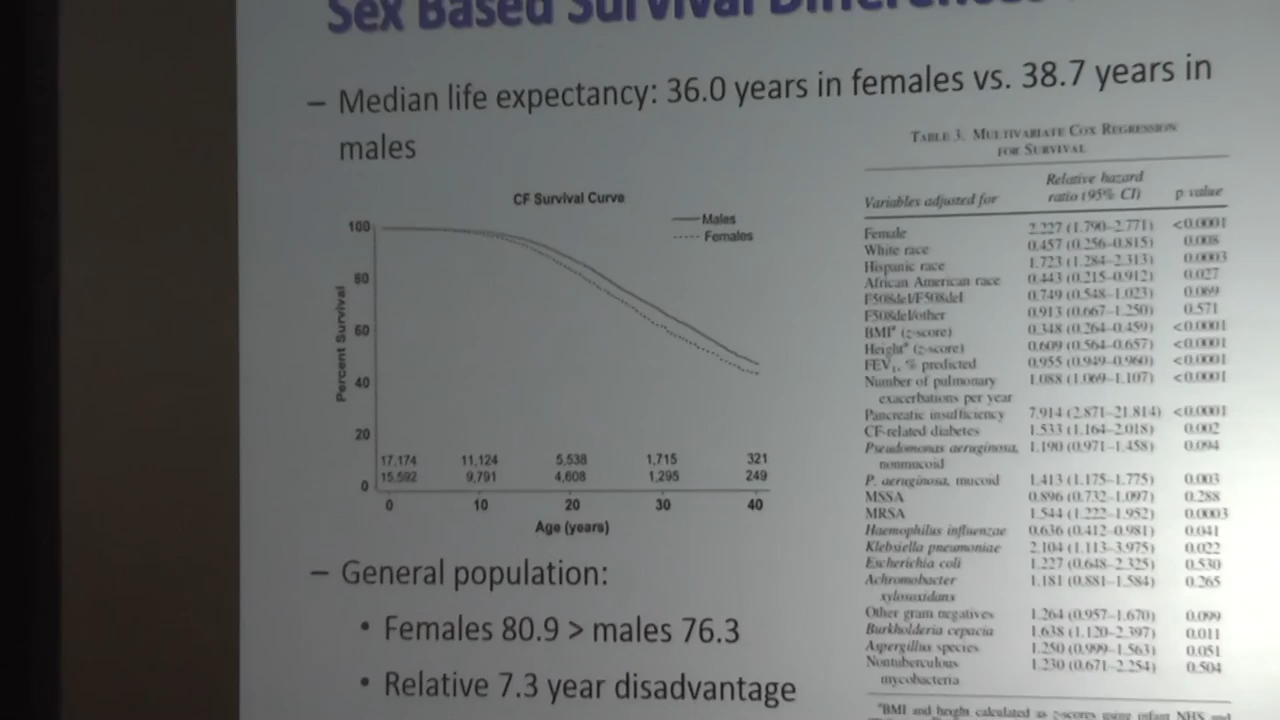 Sex Based Survival Differences
– Median life expectancy: 36.0 years in females vs. 38.7 years in
males
CF Survival Curve
Males
Females
Percent Survival
100
80
60
40
20
0
17,174 11,124 5,538 1,715 321
15,592 9,791 4,608 1,295 249
0 10 20 30 40
Age (years)
– General population:
• Females 80.9 > males 76.3
• Relative 7.3 year disadvantage
TABLE 3. MULTIVARIATE COX REGRESSION
FOR SURVIVAL
Relative hazard
Variables adjusted for ratio (95% CI) p value
Female 2.227 (1.790–2.771) <0.0001
White race 0.457 (0.256–0.815) 0.008
Hispanic race 1.723 (1.284–2.313) 0.0003
African American race 0.443 (0.215–0.912) 0.027
F508del/F508del 0.749 (0.548–1.023) 0.069
F508del/other 0.913 (0.667–1.250) 0.571
BMI* (z-score) 0.348 (0.264–0.459) <0.0001
Height* (z-score) 0.609 (0.564–0.657) <0.0001
FEV1, % predicted 0.955 (0.949–0.960) <0.0001
Number of pulmonary 1.088 (1.069–1.107) <0.0001
exacerbations per year
Pancreatic insufficiency 7.914 (2.871–21.814) <0.0001
CF-related diabetes 1.533 (1.164–2.018) 0.002
Pseudomonas aeruginosa, 1.190 (0.971–1.458) 0.094
nonmucoid
P. aeruginosa, mucoid 1.413 (1.175–1.775) 0.003
MSSA 0.896 (0.732–1.097) 0.288
MRSA 1.544 (1.222–1.952) 0.0003
Haemophilus influenzae 0.636 (0.412–0.981) 0.041
Klebsiella pneumoniae 2.104 (1.113–3.975) 0.022
Escherichia coli 1.227 (0.648–2.325) 0.530
Achromobacter 1.181 (0.881–1.584) 0.265
xylosoxidans
Other gram negatives 1.264 (0.957–1.670) 0.099
Burkholderia cepacia 1.638 (1.120–2.397) 0.011
Aspergillus species 1.250 (0.999–1.563) 0.051
Nontuberculous 1.230 (0.671–2.254) 0.504
mycobacteria
*BMI and height calculated as z-scores using infant NHS and